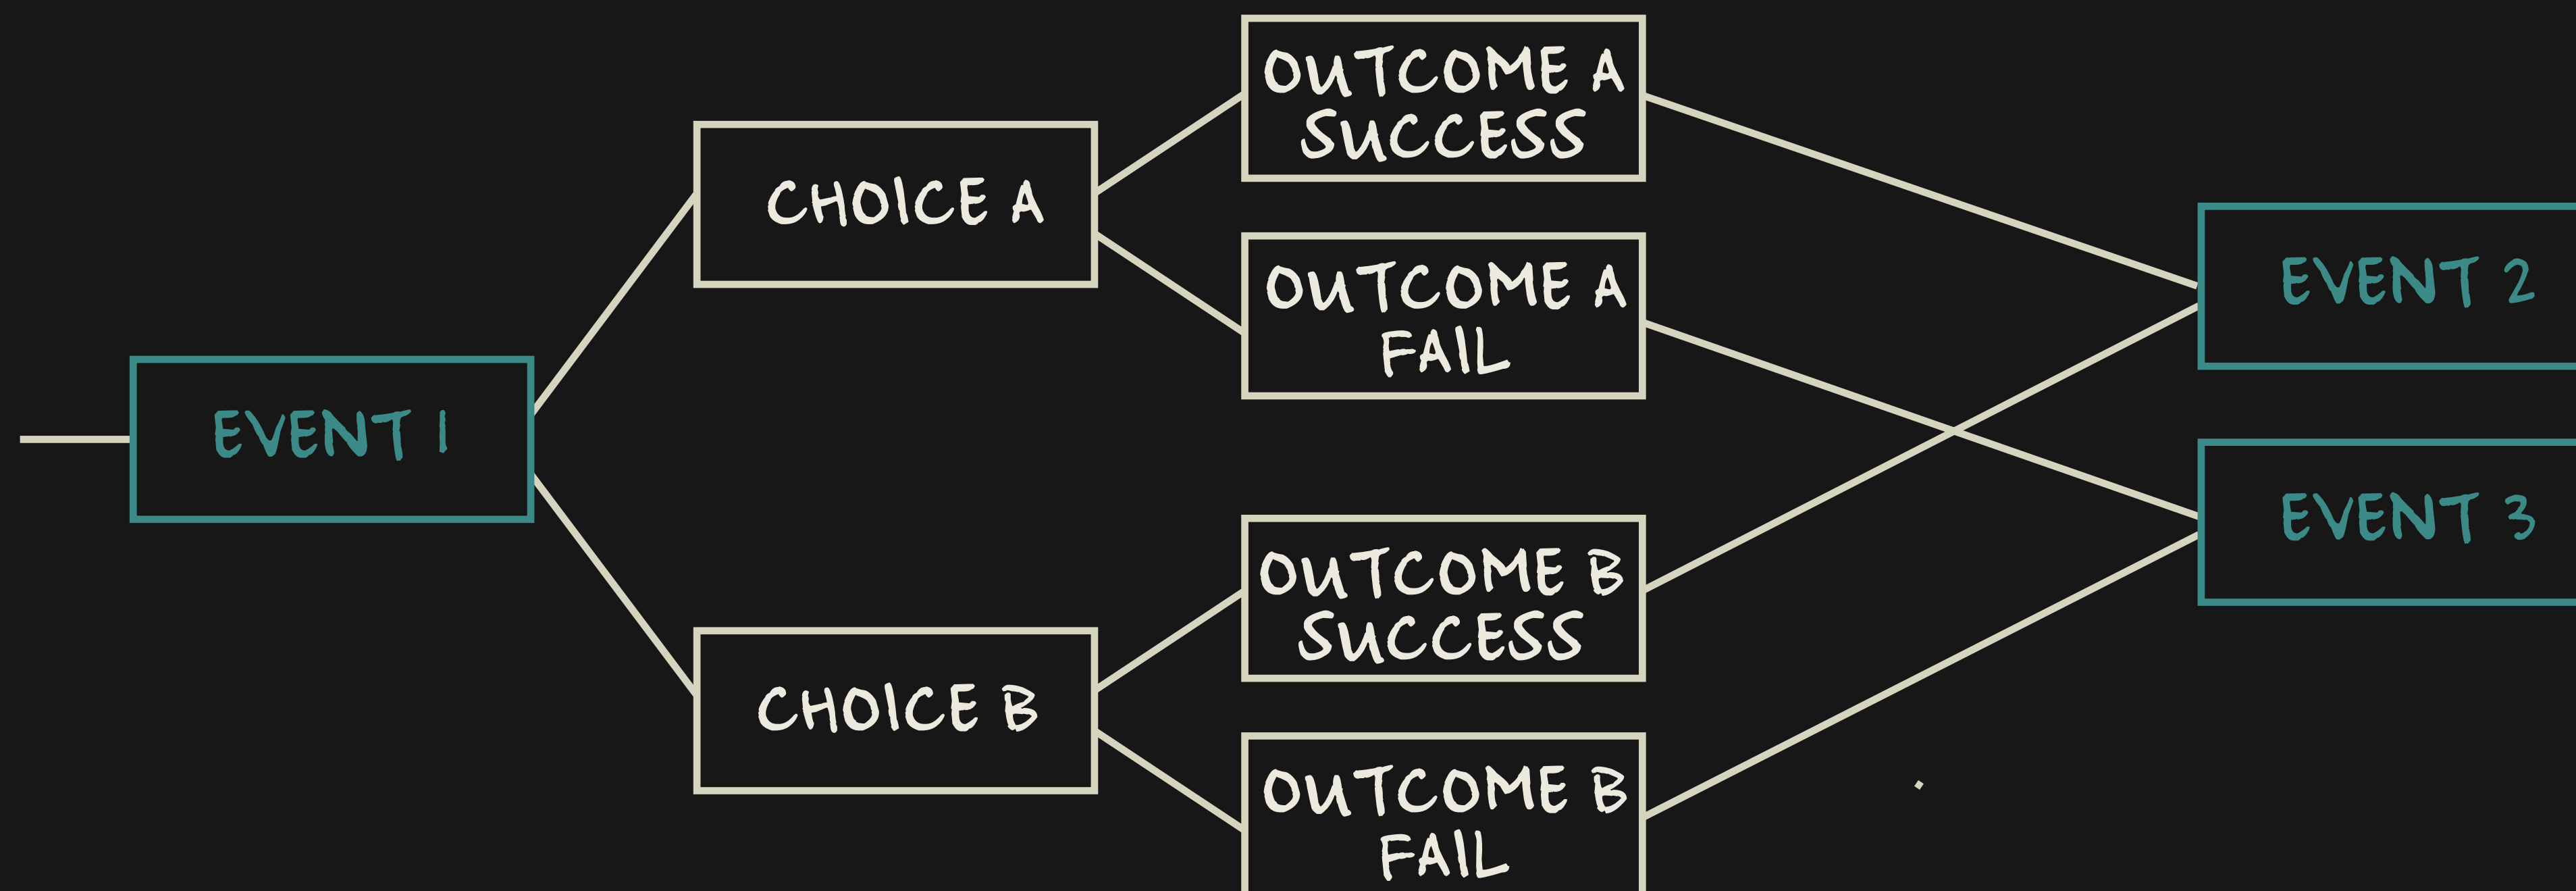 EVENT 1
CHOICE A
OUTCOME A
SUCCESS
OUTCOME A
FAIL
CHOICE B
OUTCOME B
SUCCESS
OUTCOME B
FAIL
EVENT 2
EVENT 3